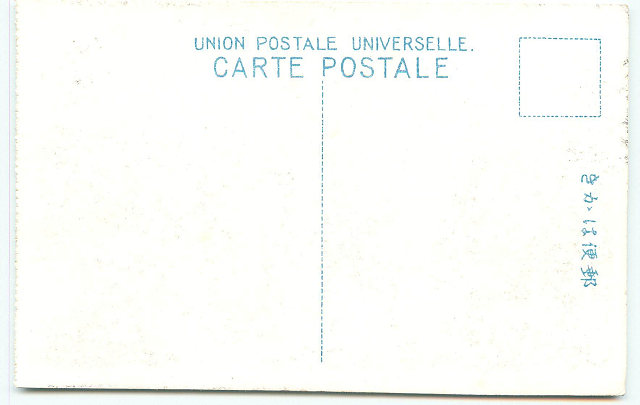 UNION POSTALE UNIVERSELLE.
CARTE POSTALE
郵便はかき